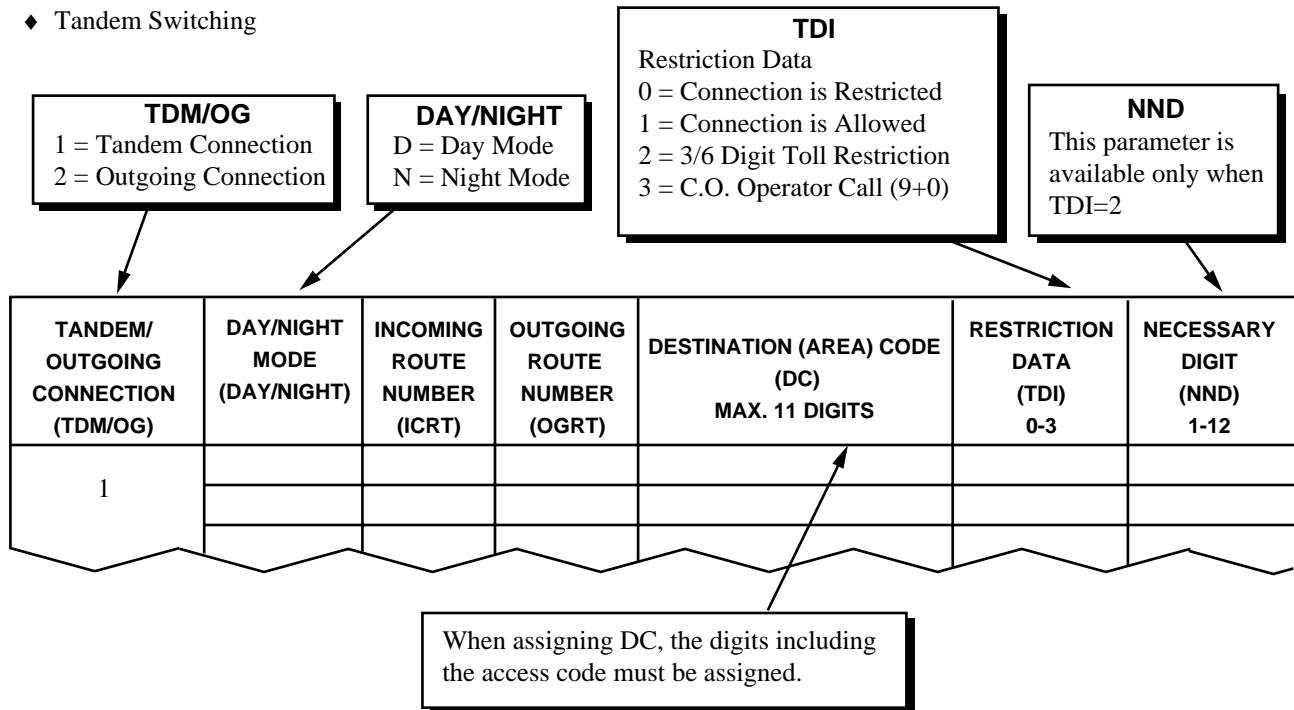 ♦ Tandem Switching
TDM/OG
1 = Tandem Connection
2 = Outgoing Connection
DAY/NIGHT
D = Day Mode
N = Night Mode
TDI
Restriction Data
0 = Connection is Restricted
1 = Connection is Allowed
2 = 3/6 Digit Toll Restriction
3 = C.O. Operator Call (9+0)
NND
This parameter is
available only when
TDI=2
TANDEM/
OUTGOING
CONNECTION
(TDM/OG)
DAY/NIGHT
MODE
(DAY/NIGHT)
INCOMING
ROUTE
NUMBER
(ICRT)
OUTGOING
ROUTE
NUMBER
(OGRT)
DESTINATION (AREA) CODE
(DC)
MAX. 11 DIGITS
RESTRICTION
DATA
(TDI)
0-3
NECESSARY
DIGIT
(NND)
1-12
1
When assigning DC, the digits including
the access code must be assigned.